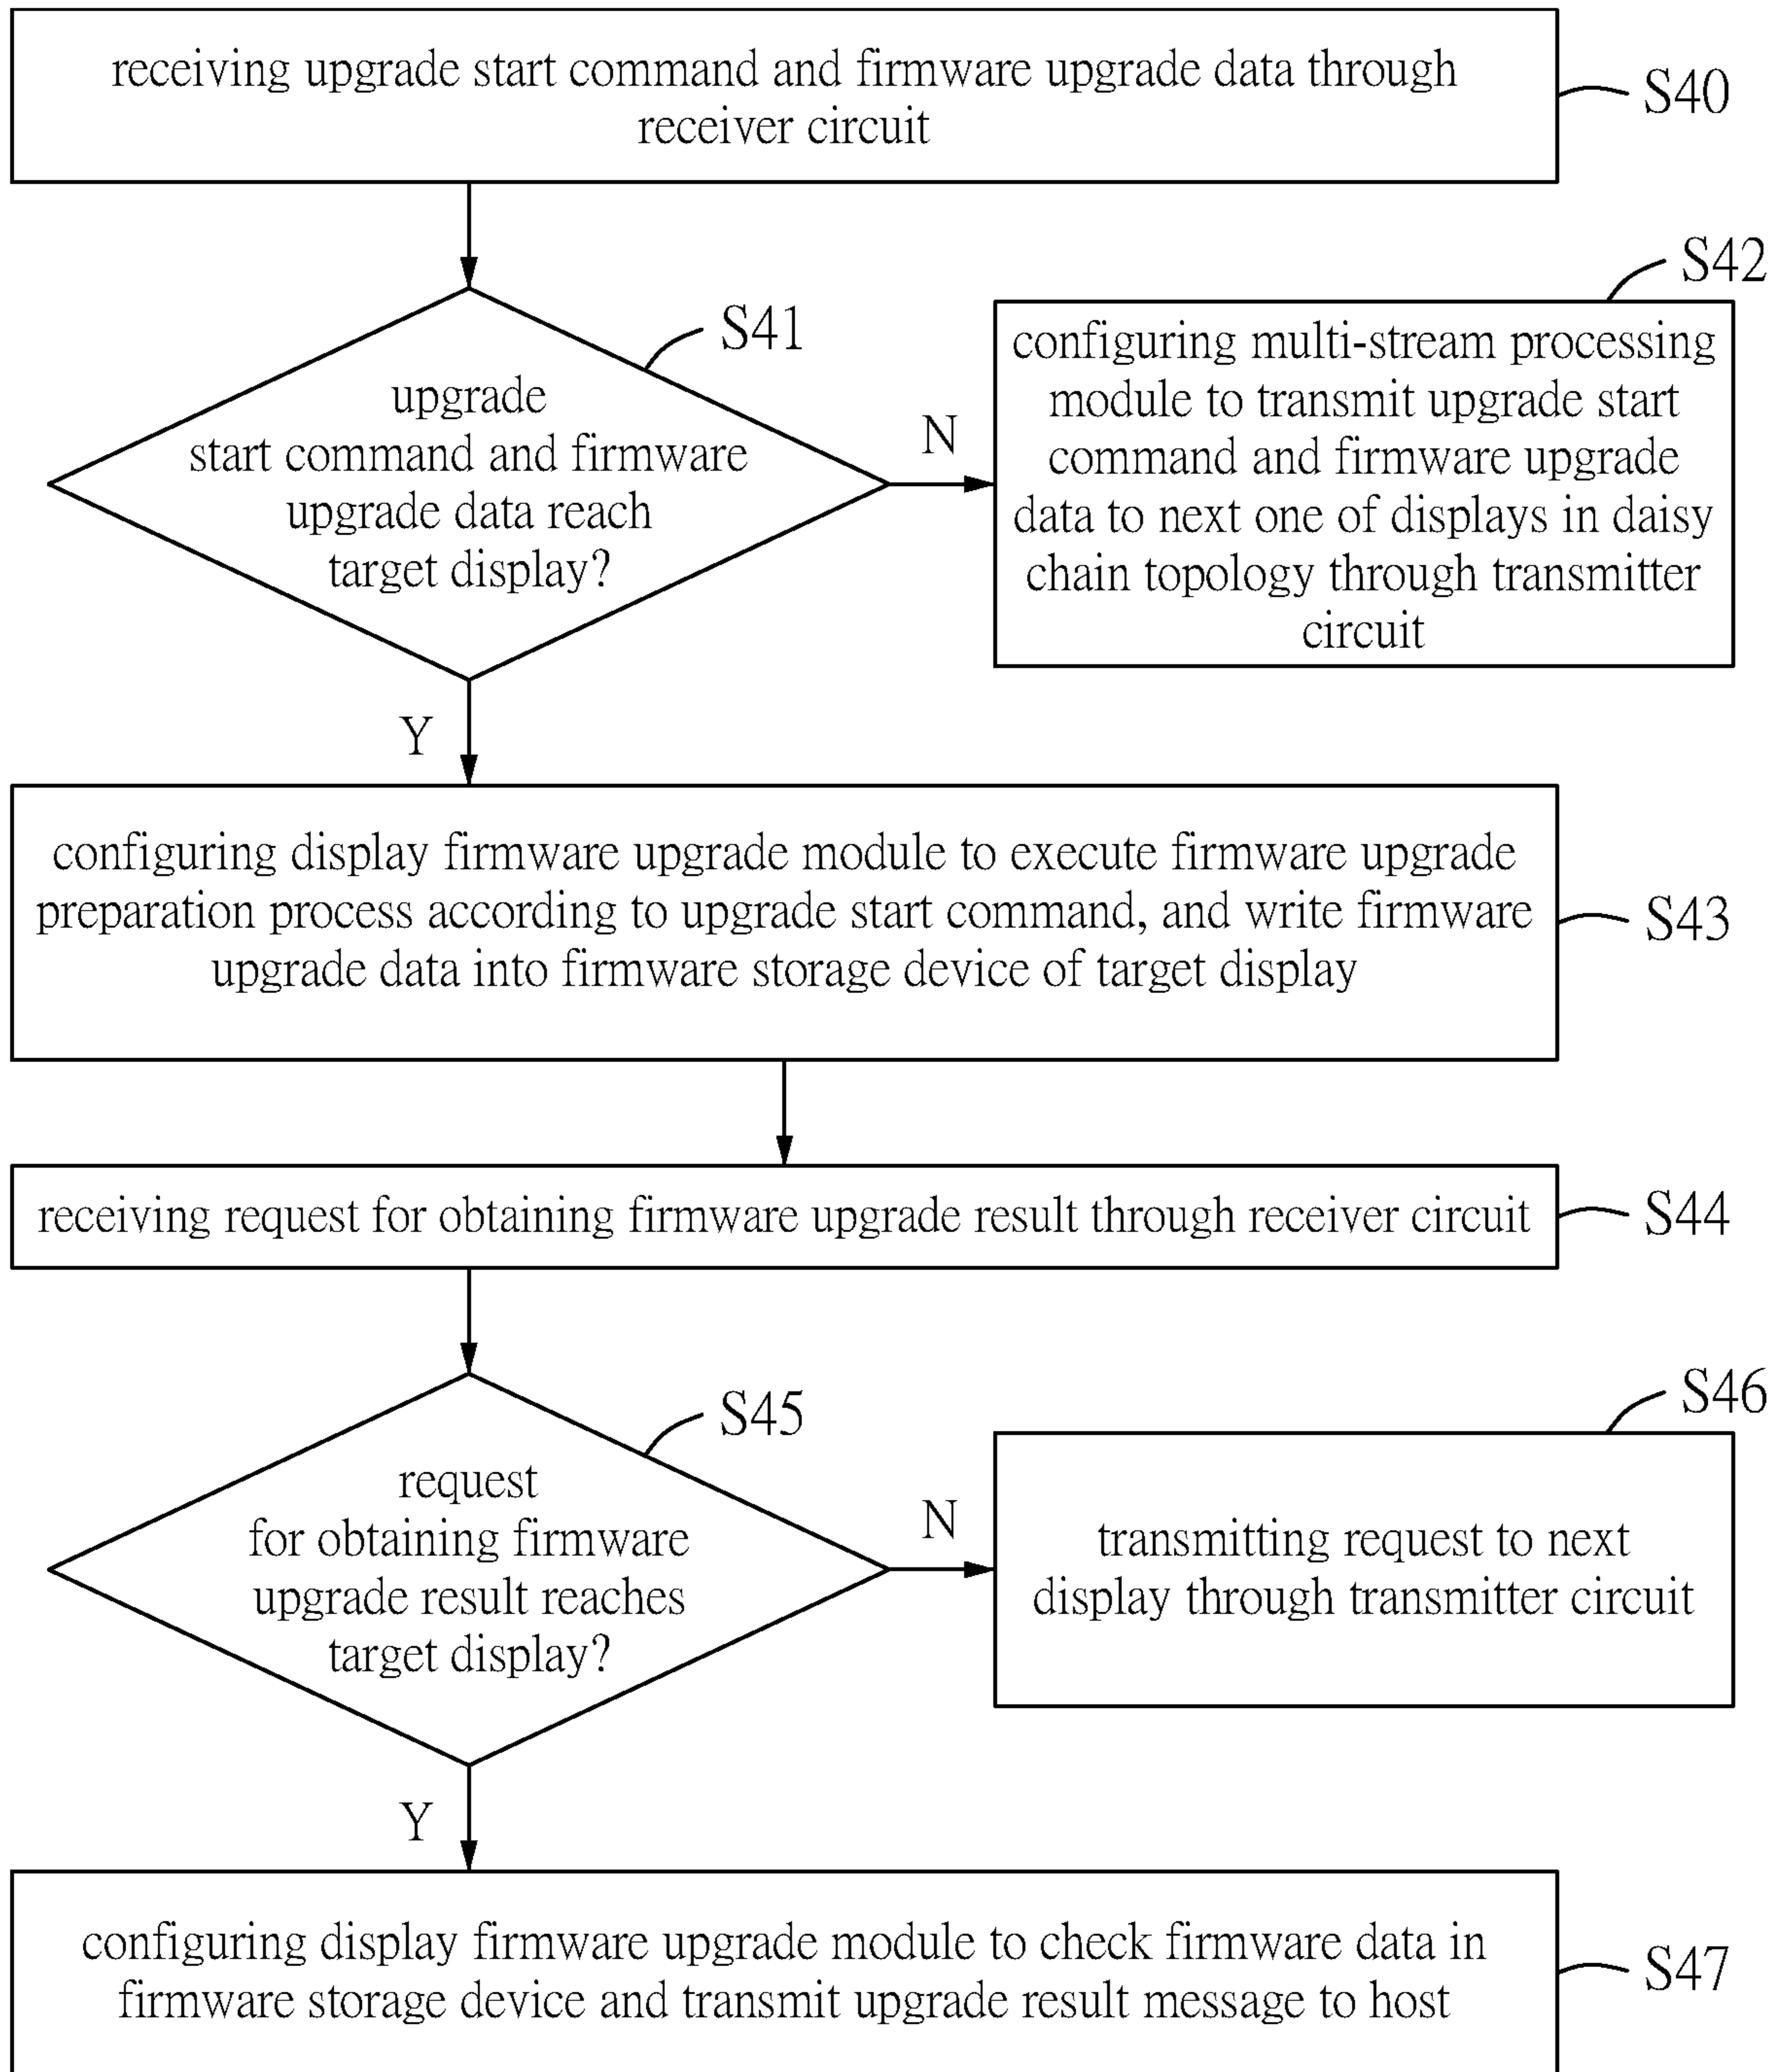 receiving upgrade start command and firmware upgrade data through
receiver circuit
S40
S41
upgrade
start command and firmware
upgrade data reach
target display?
N
S42
configuring multi-stream processing
module to transmit upgrade start
command and firmware upgrade
data to next one of displays in daisy
chain topology through transmitter
circuit
Y
configuring display firmware upgrade module to execute firmware upgrade
preparation process according to upgrade start command, and write firmware
upgrade data into firmware storage device of target display
S43
receiving request for obtaining firmware upgrade result through receiver circuit
S44
S45
request
for obtaining firmware
upgrade result reaches
target display?
N
S46
transmitting request to next
display through transmitter circuit
Y
configuring display firmware upgrade module to check firmware data in
firmware storage device and transmit upgrade result message to host
S47